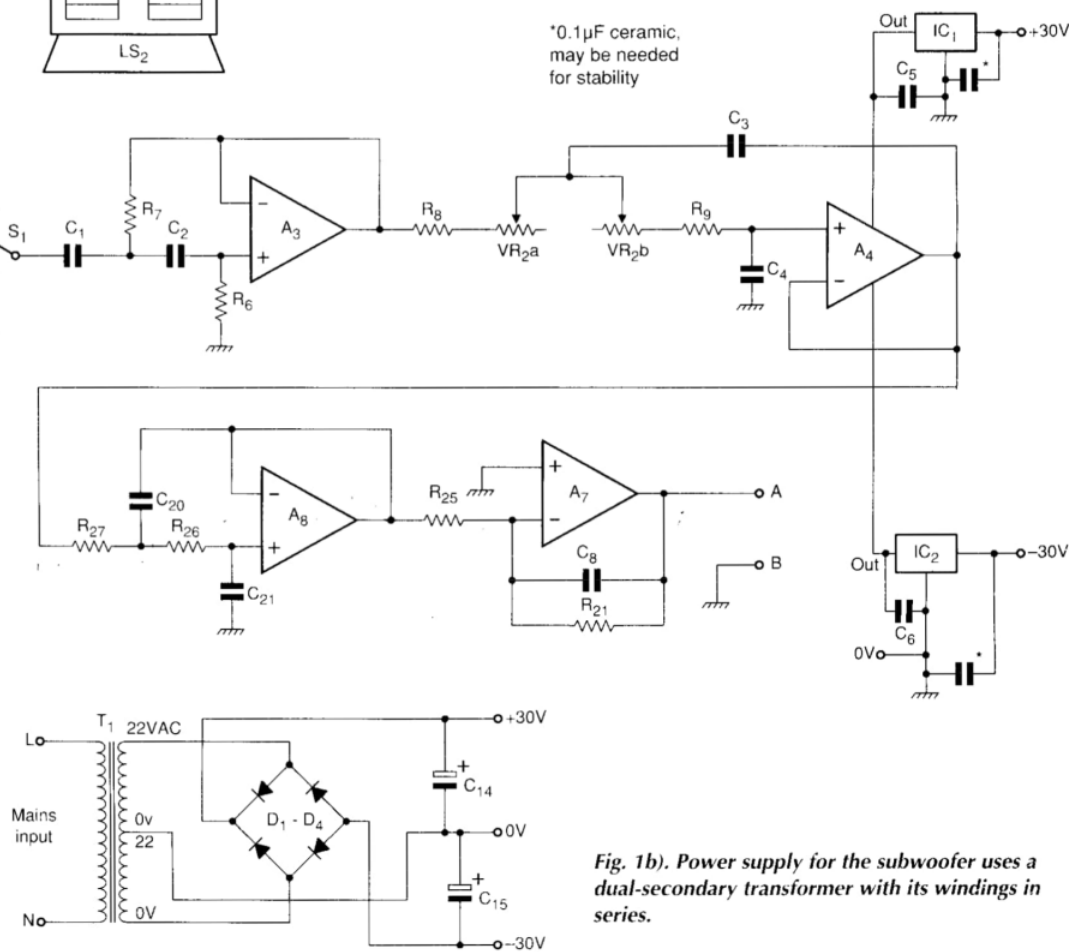 LS2
*0.1µF ceramic,
may be needed
for stability
Out
IC1
+30V
C5
*
C3
S1
C1
R7
C2
R6
−
+
A3
R8
VR2a
VR2b
R9
C4
+
−
A4
R27
C20
R26
C21
−
+
A8
R25
+
−
A7
C8
R21
A
B
Out
IC2
−30V
C6
0V
*
T1
22VAC
L
Mains
input
N
0v
22
0V
D1 - D4
+30V
+
C14
0V
+
C15
−30V
Fig. 1b). Power supply for the subwoofer uses a
dual-secondary transformer with its windings in
series.